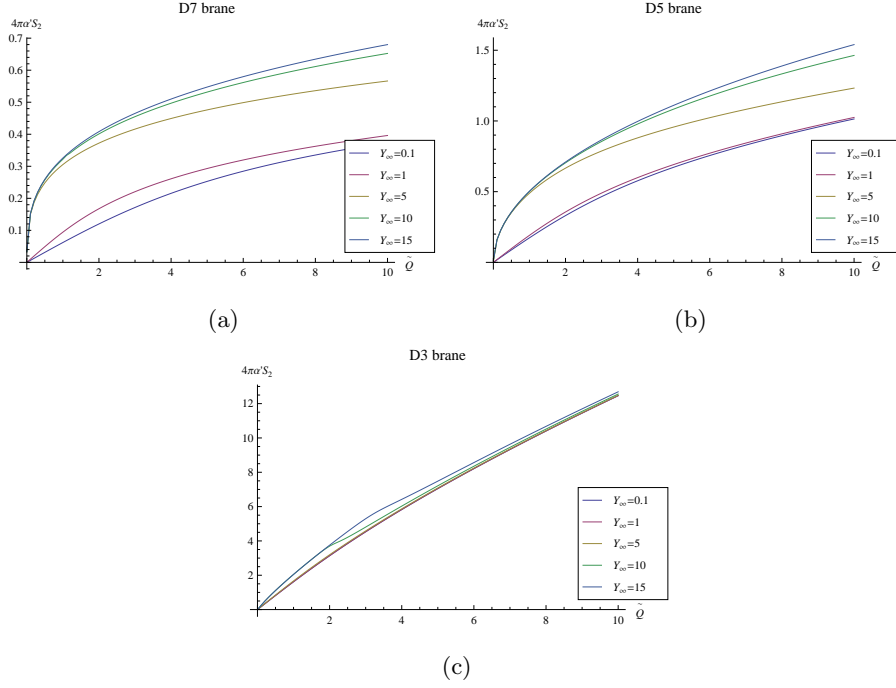 D7 brane
4πα'S₂
0.7
0.6
0.5
0.4
0.3
0.2
0.1
2
4
6
8
10
Q̃
Y∞=0.1
Y∞=1
Y∞=5
Y∞=10
Y∞=15
(a)
D5 brane
4πα'S₂
1.5
1.0
0.5
2
4
6
8
10
Q̃
Y∞=0.1
Y∞=1
Y∞=5
Y∞=10
Y∞=15
(b)
D3 brane
4πα'S₂
12
10
8
6
4
2
2
4
6
8
10
Q̃
Y∞=0.1
Y∞=1
Y∞=5
Y∞=10
Y∞=15
(c)